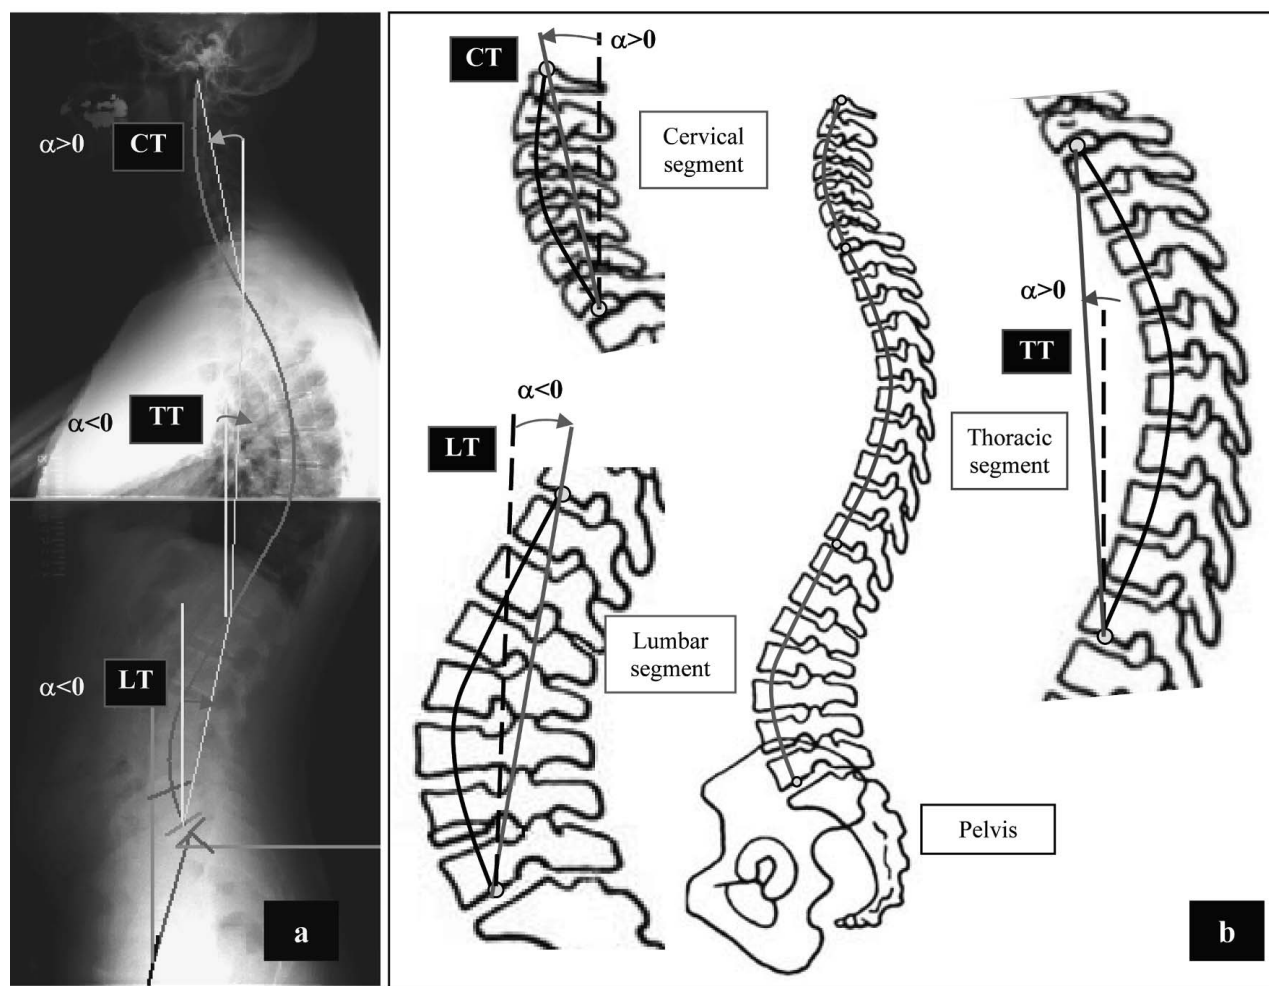 α>0
CT
α<0
TT
α<0
LT
a
CT
α>0
Cervical
segment
α<0
LT
Lumbar
segment
α>0
TT
Thoracic
segment
Pelvis
b